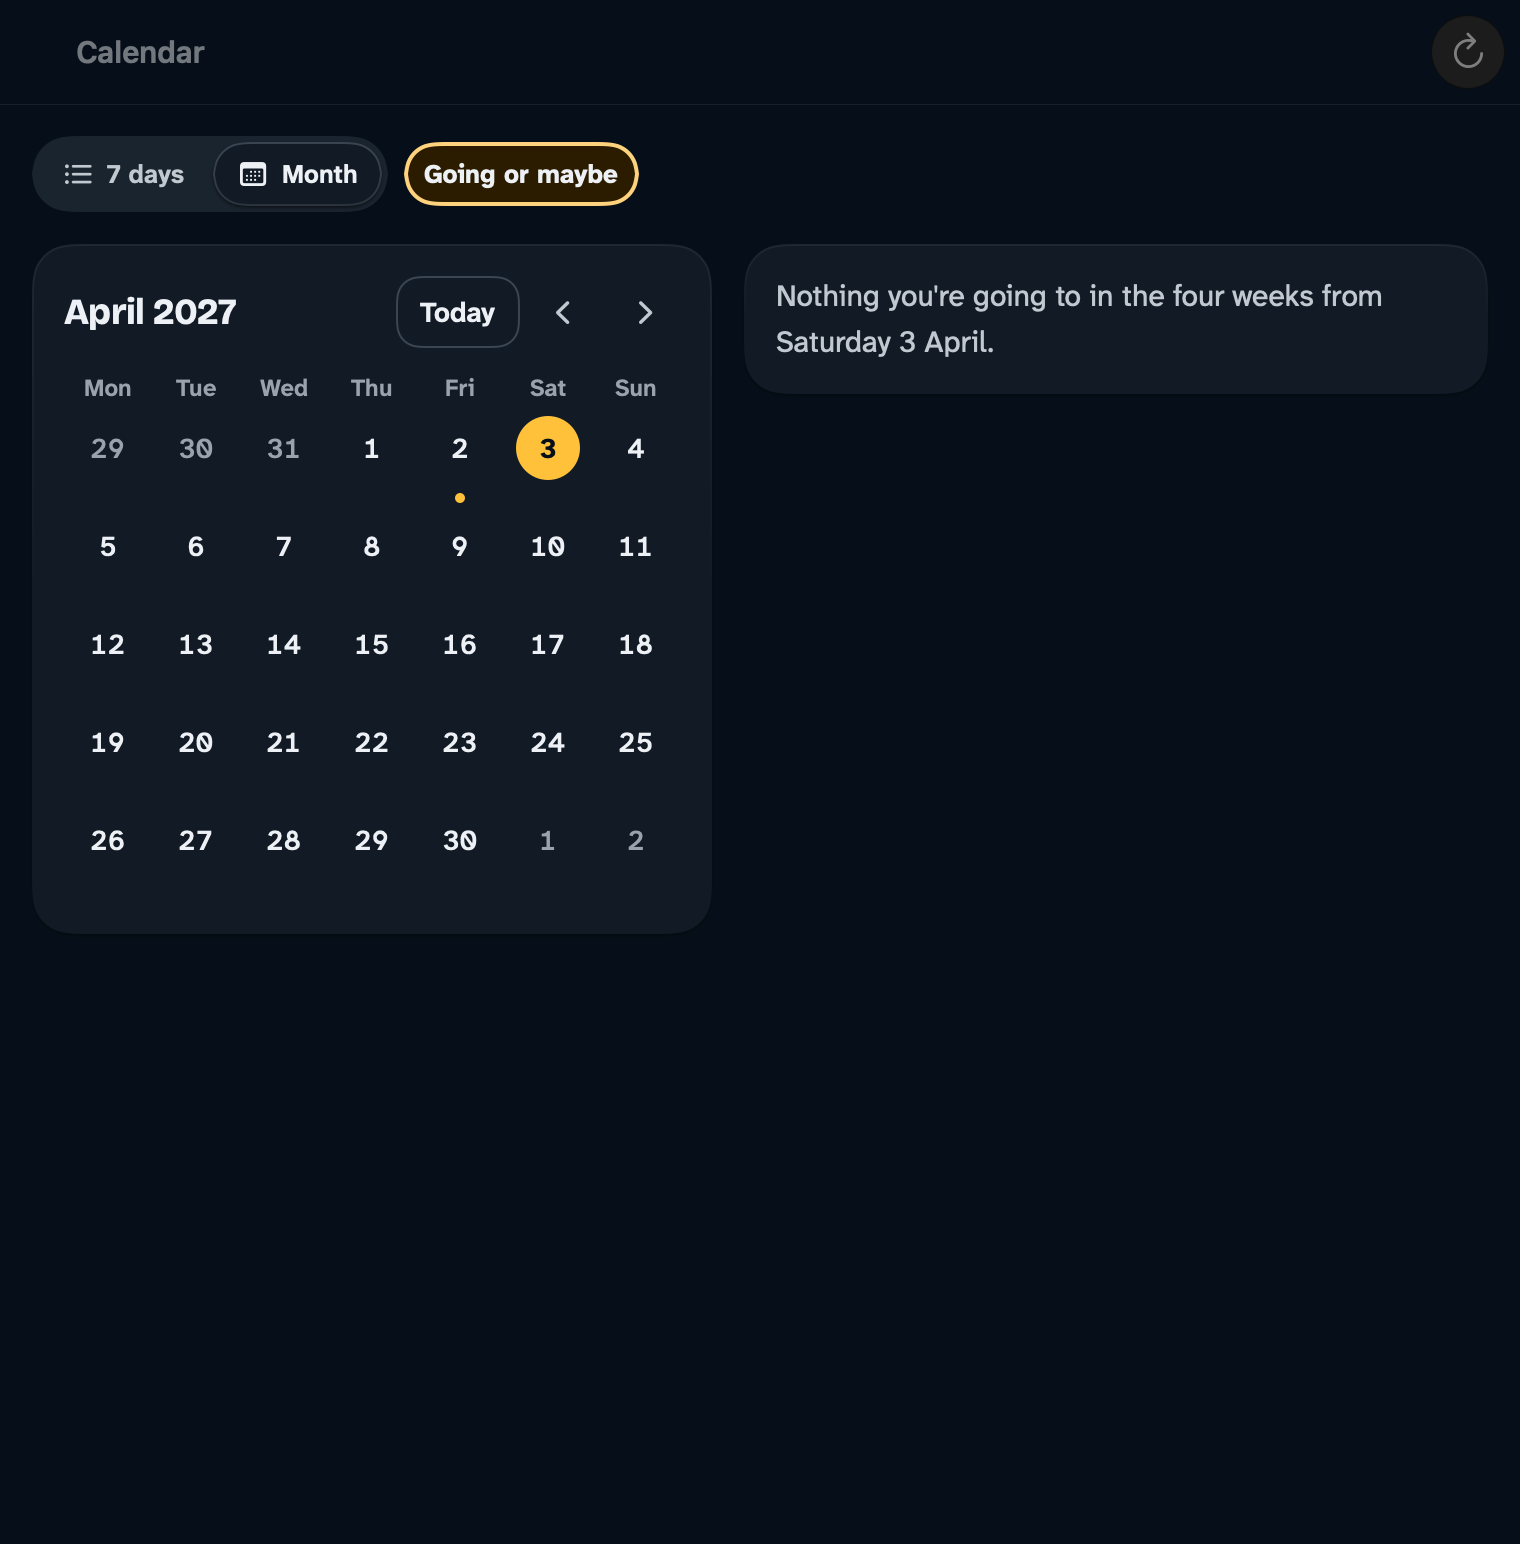 Calendar
7 days
Month
Going or maybe
April 2027
Today
Mon Tue Wed Thu Fri Sat Sun
29 30 31 1 2 3 4
5 6 7 8 9 10 11
12 13 14 15 16 17 18
19 20 21 22 23 24 25
26 27 28 29 30 1 2
Nothing you're going to in the four weeks from
Saturday 3 April.